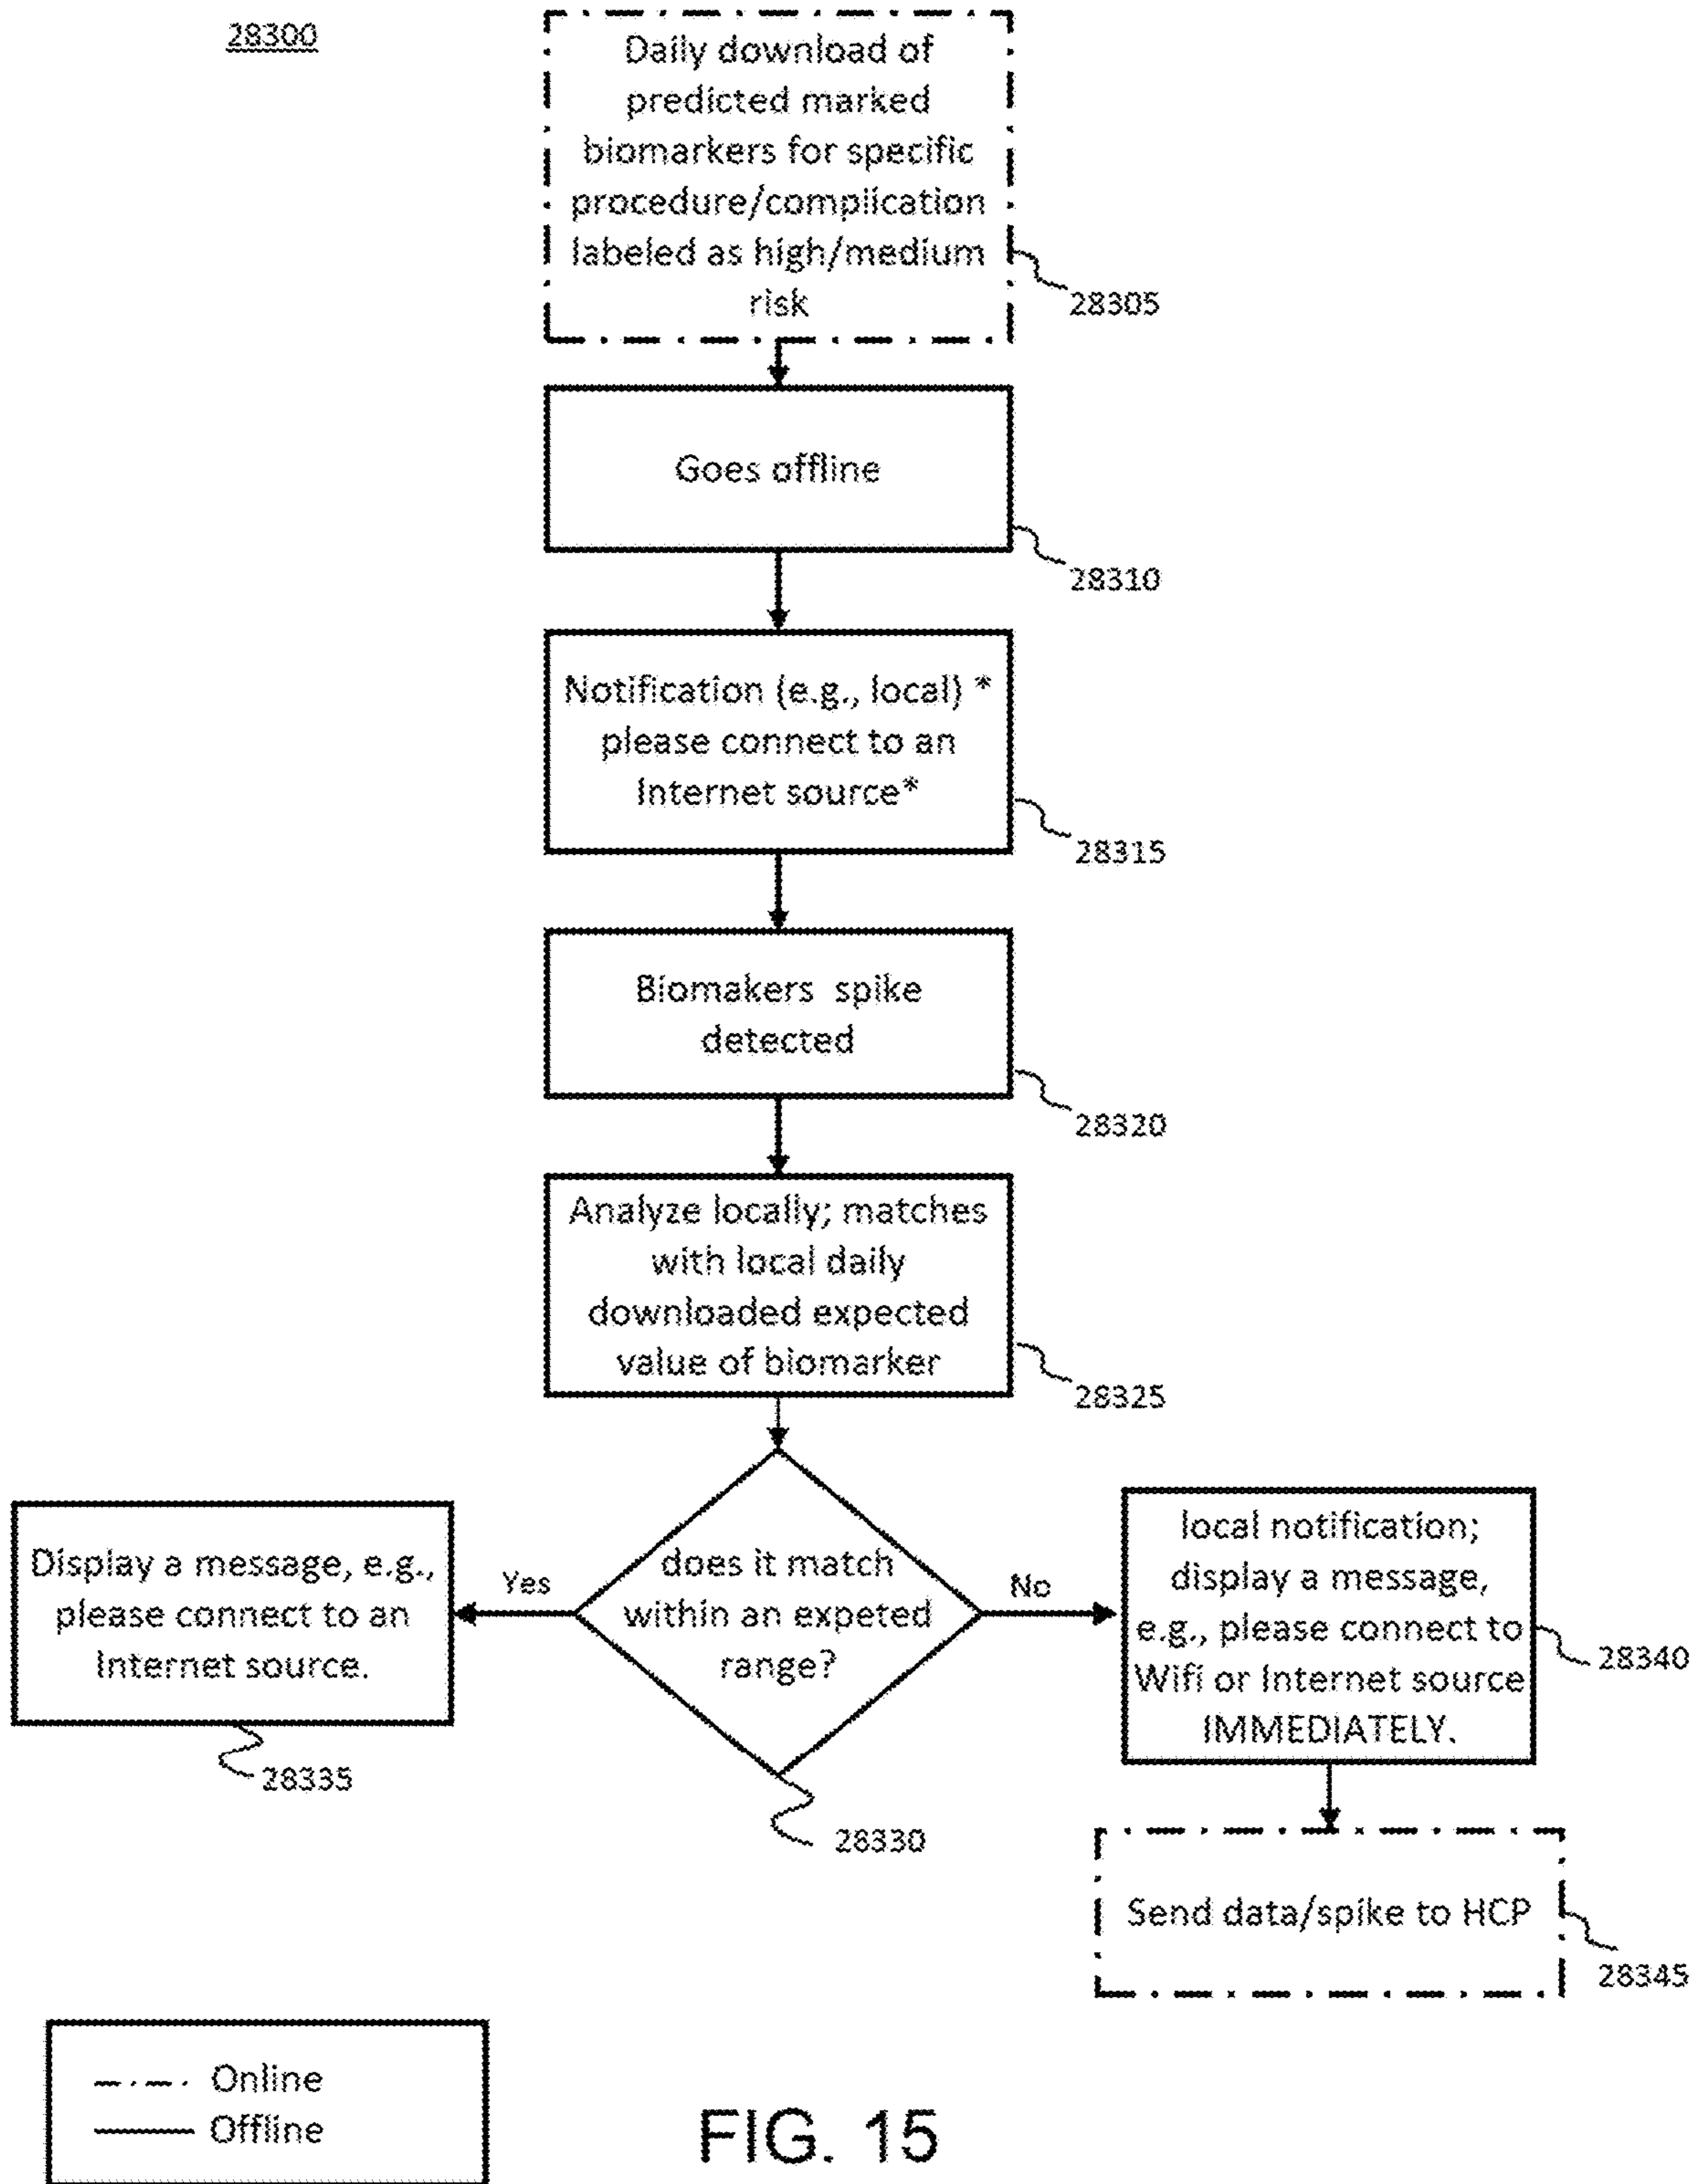 28300
Daily download of
predicted marked
biomarkers for specific
procedure/complication
labeled as high/medium
risk
28305
Goes offline
28310
Notification (e.g., local) *
please connect to an
Internet source*
28315
Biomakers spike
detected
28320
Analyze locally; matches
with local daily
downloaded expected
value of biomarker
28325
does it match
within an expeted
range?
28330
Yes
Display a message, e.g.,
please connect to an
Internet source.
28335
No
local notification;
display a message,
e.g., please connect to
Wifi or Internet source
IMMEDIATELY.
28340
Send data/spike to HCP
28345
Online
Offline
FIG. 15